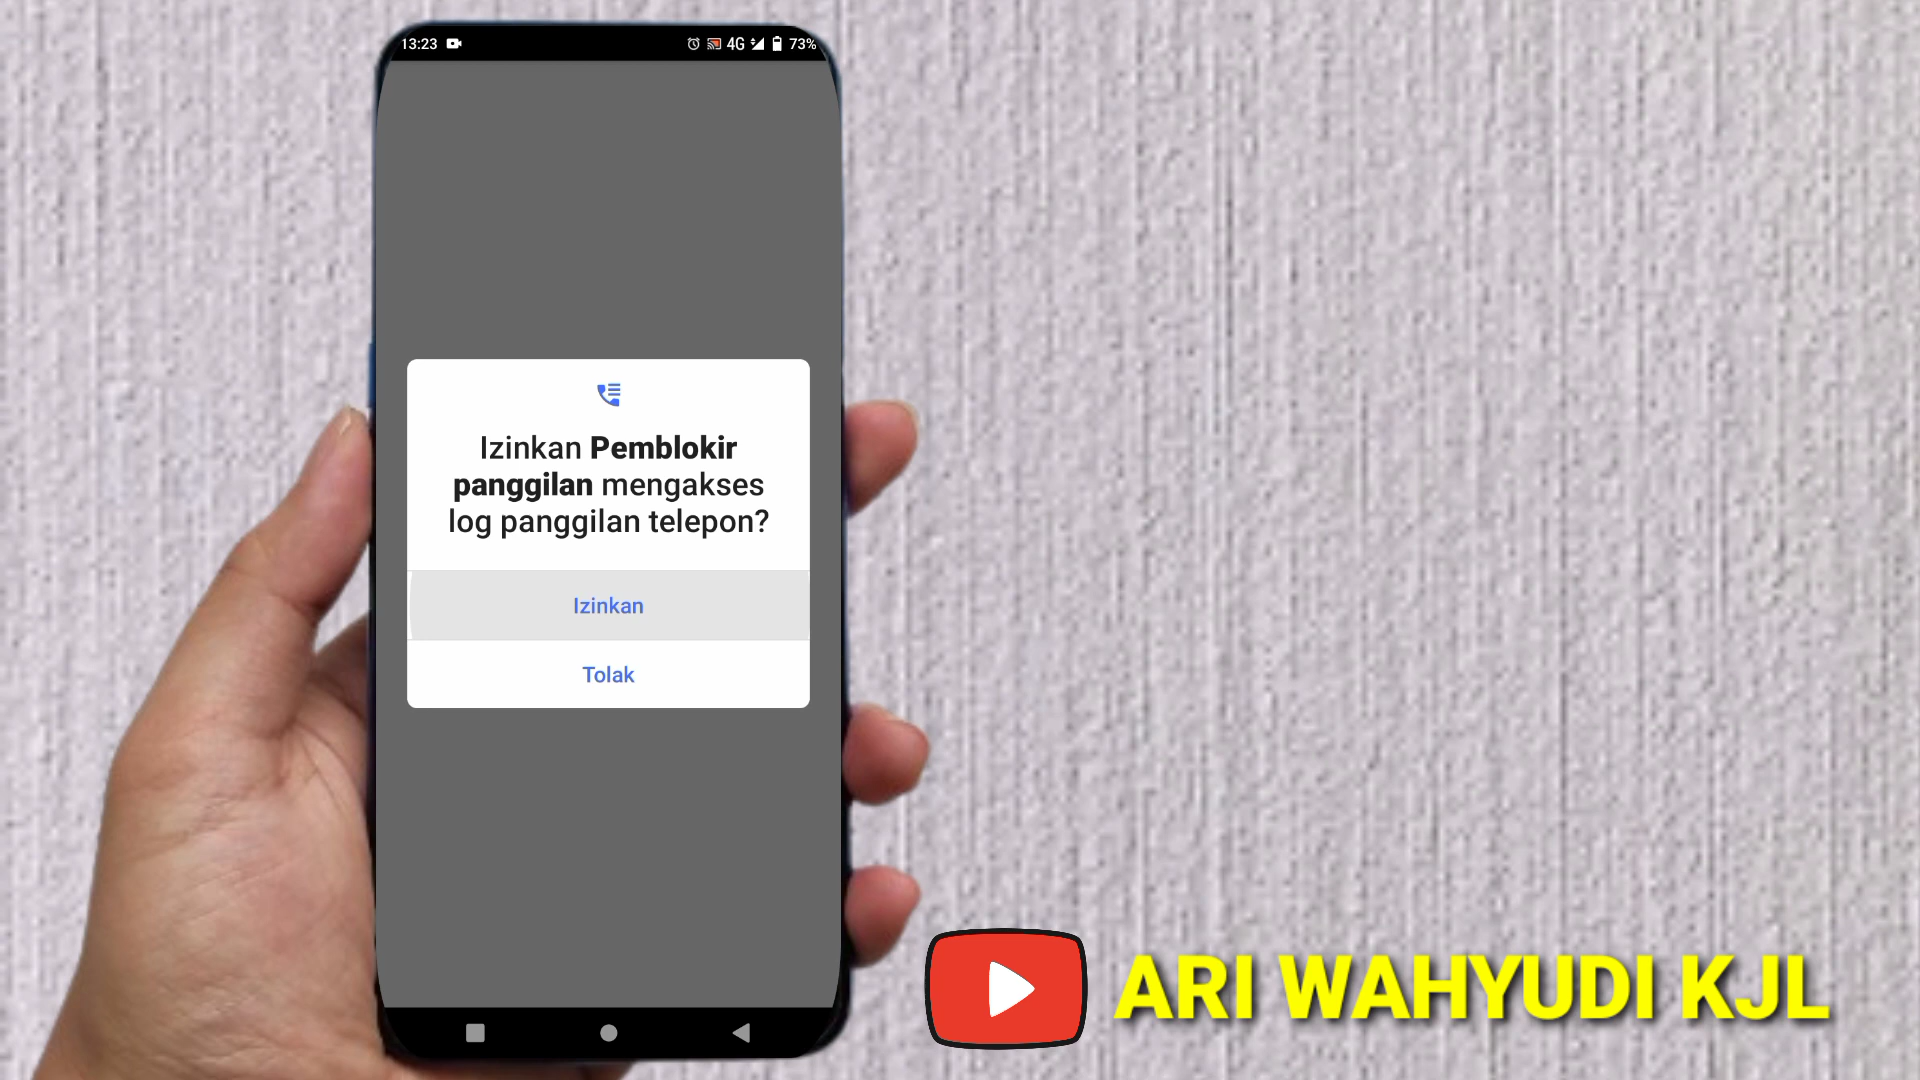 13:23
4G
73%
Izinkan Pemblokir
panggilan mengakses
log panggilan telepon?
Izinkan
Tolak
ARI WAHYUDI KJL